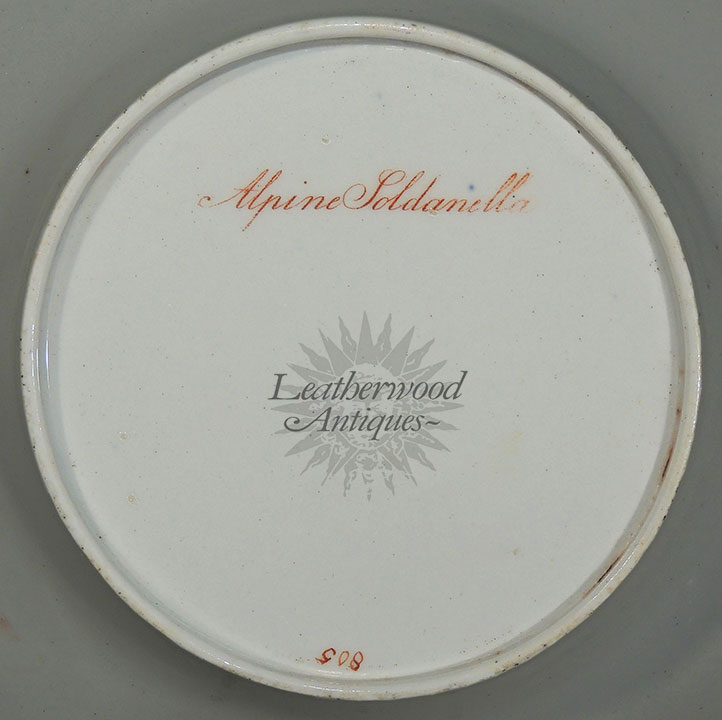 Alpine Soldanella
Leatherwood
Antiques~
805